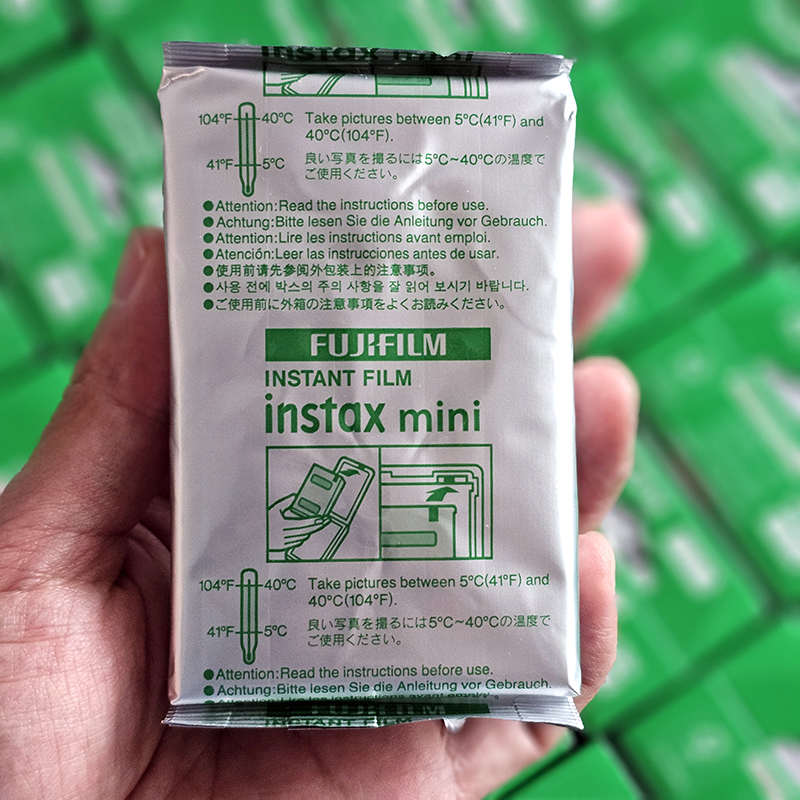 instax mini
104°F 40°C Take pictures between 5°C(41°F) and
40°C(104°F).
41°F 5°C 良い写真を撮るには5°C~40°Cの温度で
ご使用ください。
●Attention:Read the instructions before use.
●Achtung:Bitte lesen Sie die Anleitung vor Gebrauch.
●Attention:Lire les instructions avant emploi.
●Atención:Leer las instrucciones antes de usar.
●使用前请先参阅外包装上的注意事项。
●사용 전에 박스의 주의 사항을 잘 읽어 보시기 바랍니다.
●ご使用前に外箱の注意事項をよくお読みください。
FUJIFILM
INSTANT FILM
instax mini
104°F 40°C Take pictures between 5°C(41°F) and
40°C(104°F).
41°F 5°C 良い写真を撮るには5°C~40°Cの温度で
ご使用ください。
●Attention:Read the instructions before use.
●Achtung:Bitte lesen Sie die Anleitung vor Gebrauch.
●Attention:Lire les instructions avant emploi.
INSTANT FILM